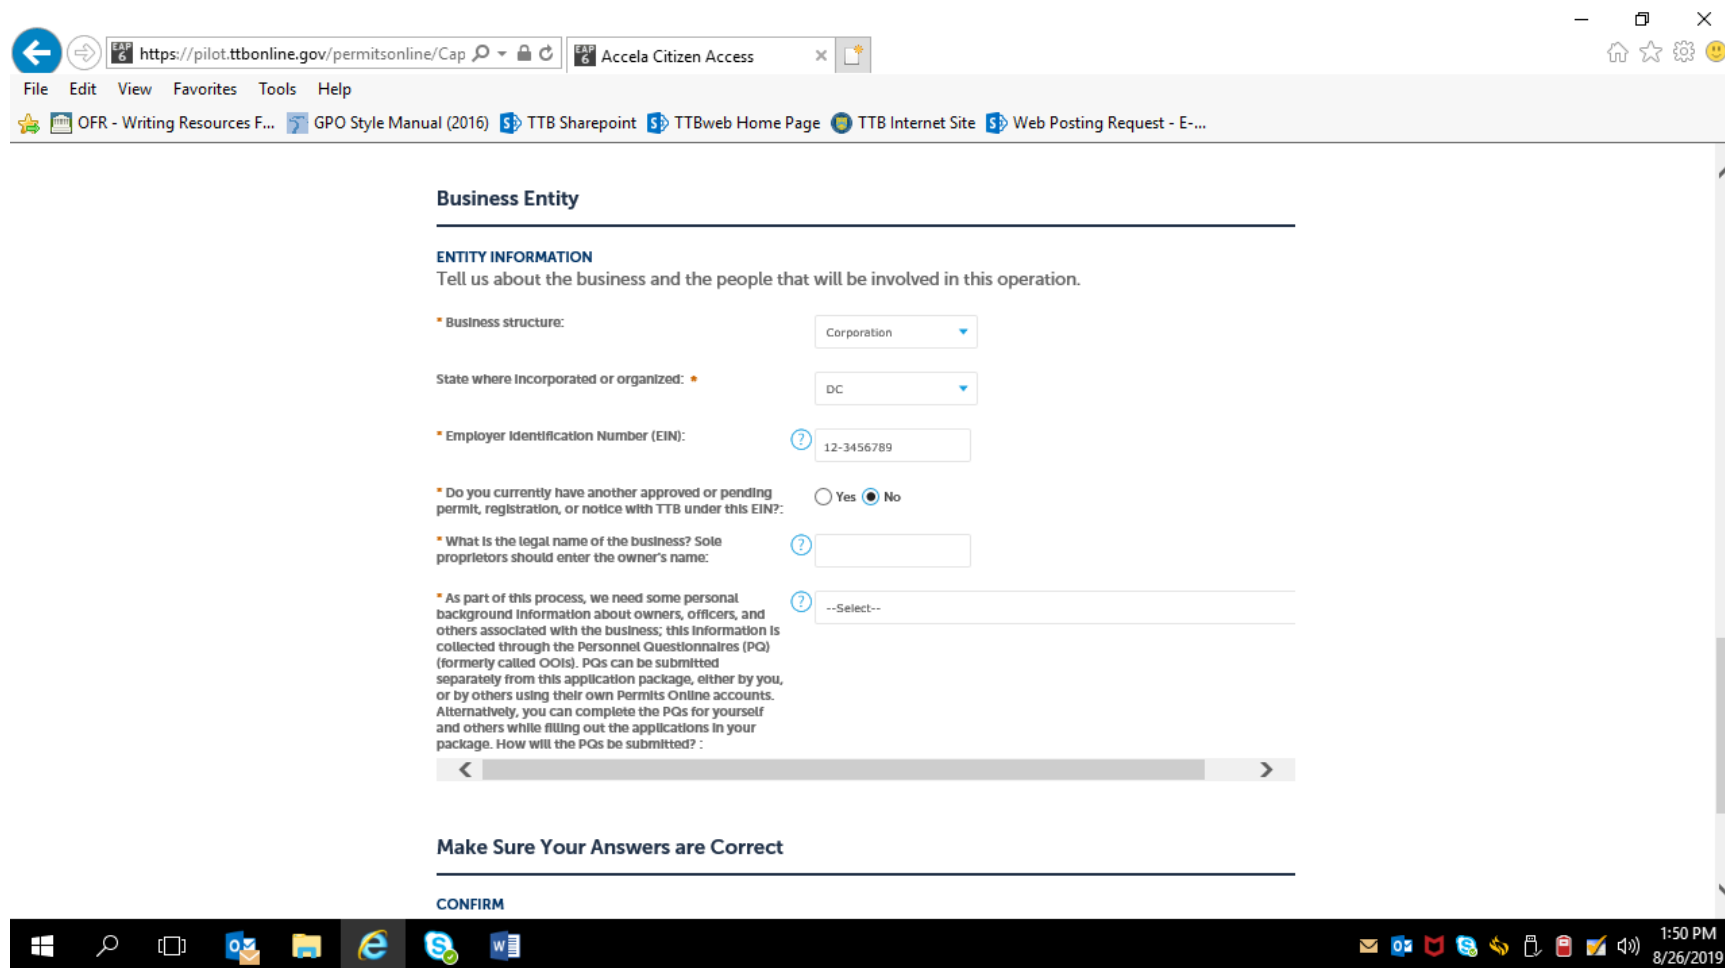 EAP 6 https://pilot.ttbonline.gov/permitsonline/Cap EAP 6 Accela Citizen Access
File Edit View Favorites Tools Help
OFR - Writing Resources F... GPO Style Manual (2016) TTB Sharepoint TTBweb Home Page TTB Internet Site Web Posting Request - E-...
Business Entity
ENTITY INFORMATION
Tell us about the business and the people that will be involved in this operation.
* Business structure:
Corporation
State where incorporated or organized: *
DC
* Employer Identification Number (EIN):
?
12-3456789
* Do you currently have another approved or pending
permit, registration, or notice with TTB under this EIN?:
Yes No
* What is the legal name of the business? Sole
proprietors should enter the owner's name:
?
* As part of this process, we need some personal
background information about owners, officers, and
others associated with the business; this information is
collected through the Personnel Questionnaires (PQ)
(formerly called OOIs). PQs can be submitted
separately from this application package, either by you,
or by others using their own Permits Online accounts.
Alternatively, you can complete the PQs for yourself
and others while filling out the applications in your
package. How will the PQs be submitted? :
?
--Select--
Make Sure Your Answers are Correct
CONFIRM
1:50 PM
8/26/2019